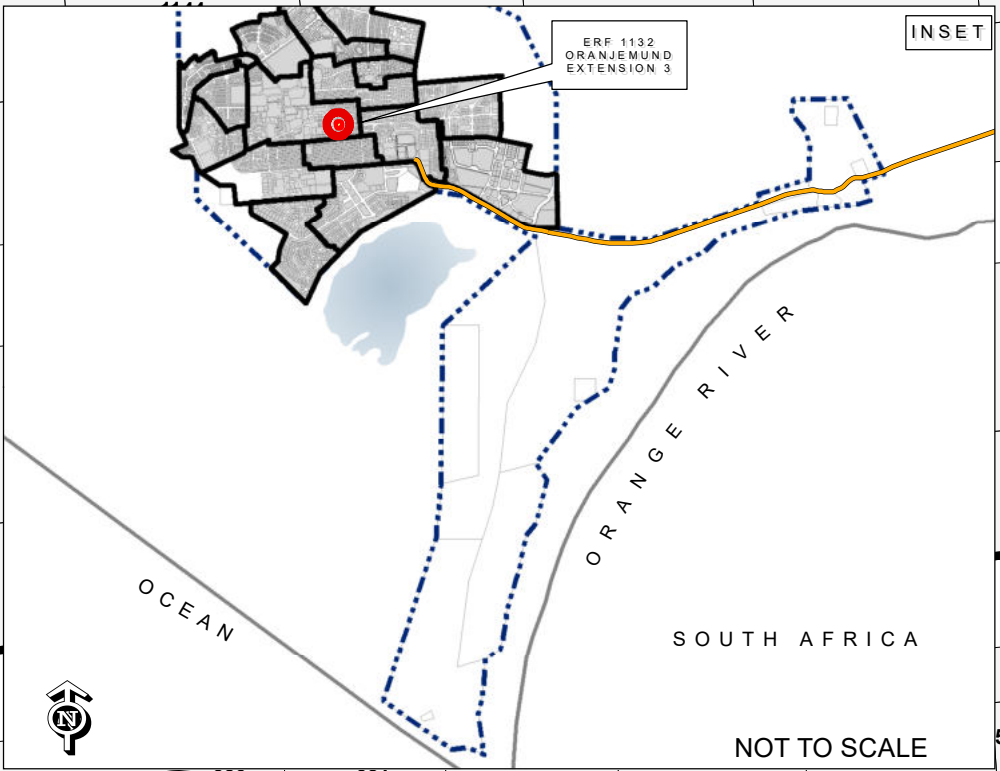 INSET
ERF 1132
ORANJEMUND
EXTENSION 3
ORANGE RIVER
OCEAN
SOUTH AFRICA
N
NOT TO SCALE